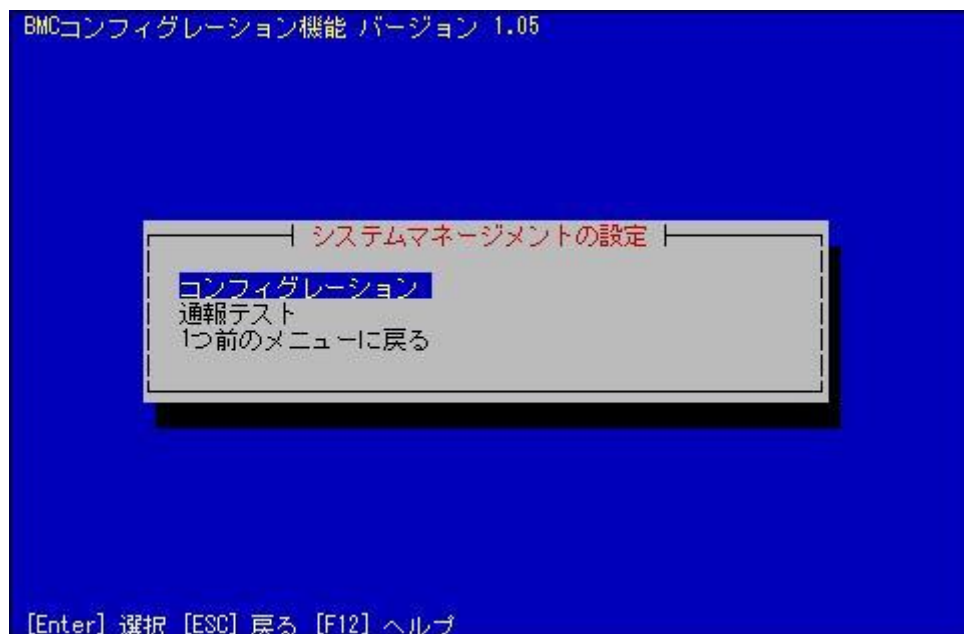 BMCコンフィグレーション機能 バージョン 1.05
システムマネージメントの設定
コンフィグレーション
通報テスト
1つ前のメニューに戻る
[Enter] 選択 [ESC] 戻る [F12] ヘルプ